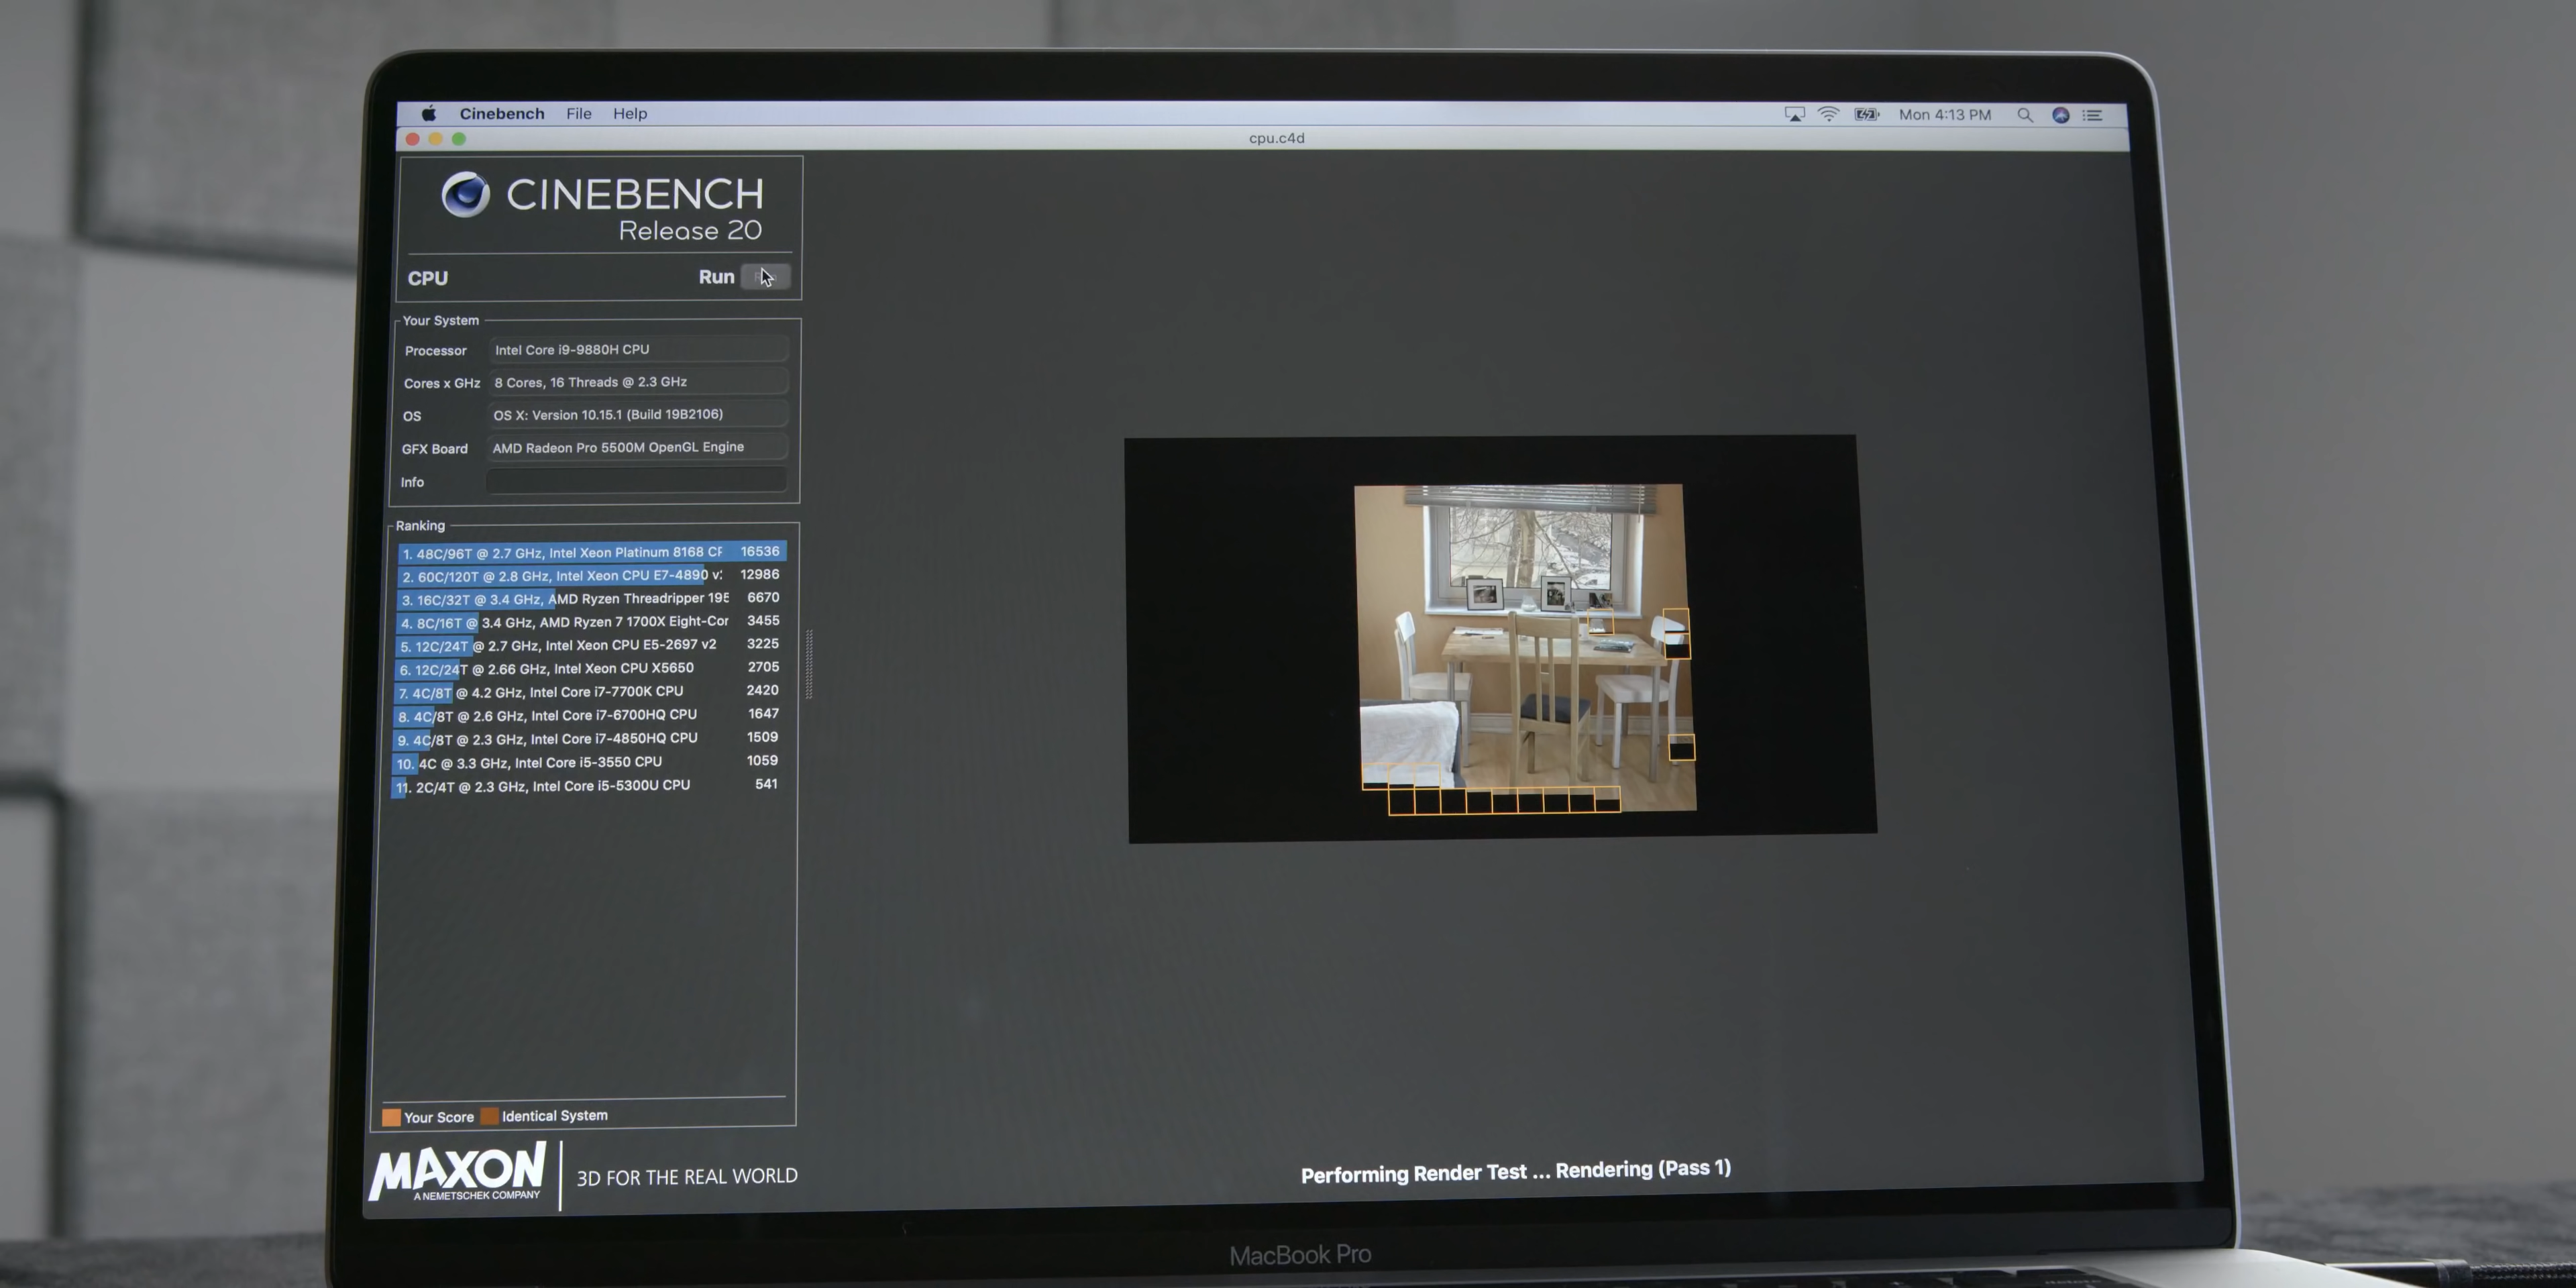 Cinebench File Help Mon 4:13 PM
cpu.c4d
CINEBENCH
Release 20
CPU Run
Your System
Processor Intel Core i9-9880H CPU
Cores x GHz 8 Cores, 16 Threads @ 2.3 GHz
OS OS X: Version 10.15.1 (Build 19B2106)
GFX Board AMD Radeon Pro 5500M OpenGL Engine
Info
Ranking
1. 48C/96T @ 2.7 GHz, Intel Xeon Platinum 8168 CP 16536
2. 60C/120T @ 2.8 GHz, Intel Xeon CPU E7-4890 v2 12986
3. 16C/32T @ 3.4 GHz, AMD Ryzen Threadripper 195 6670
4. 8C/16T @ 3.4 GHz, AMD Ryzen 7 1700X Eight-Cor 3455
5. 12C/24T @ 2.7 GHz, Intel Xeon CPU E5-2697 v2 3225
6. 12C/24T @ 2.66 GHz, Intel Xeon CPU X5650 2705
7. 4C/8T @ 4.2 GHz, Intel Core i7-7700K CPU 2420
8. 4C/8T @ 2.6 GHz, Intel Core i7-6700HQ CPU 1647
9. 4C/8T @ 2.3 GHz, Intel Core i7-4850HQ CPU 1509
10. 4C @ 3.3 GHz, Intel Core i5-3550 CPU 1059
11. 2C/4T @ 2.3 GHz, Intel Core i5-5300U CPU 541
Your Score Identical System
MAXON
A NEMETSCHEK COMPANY
3D FOR THE REAL WORLD
Performing Render Test ... Rendering (Pass 1)
MacBook Pro